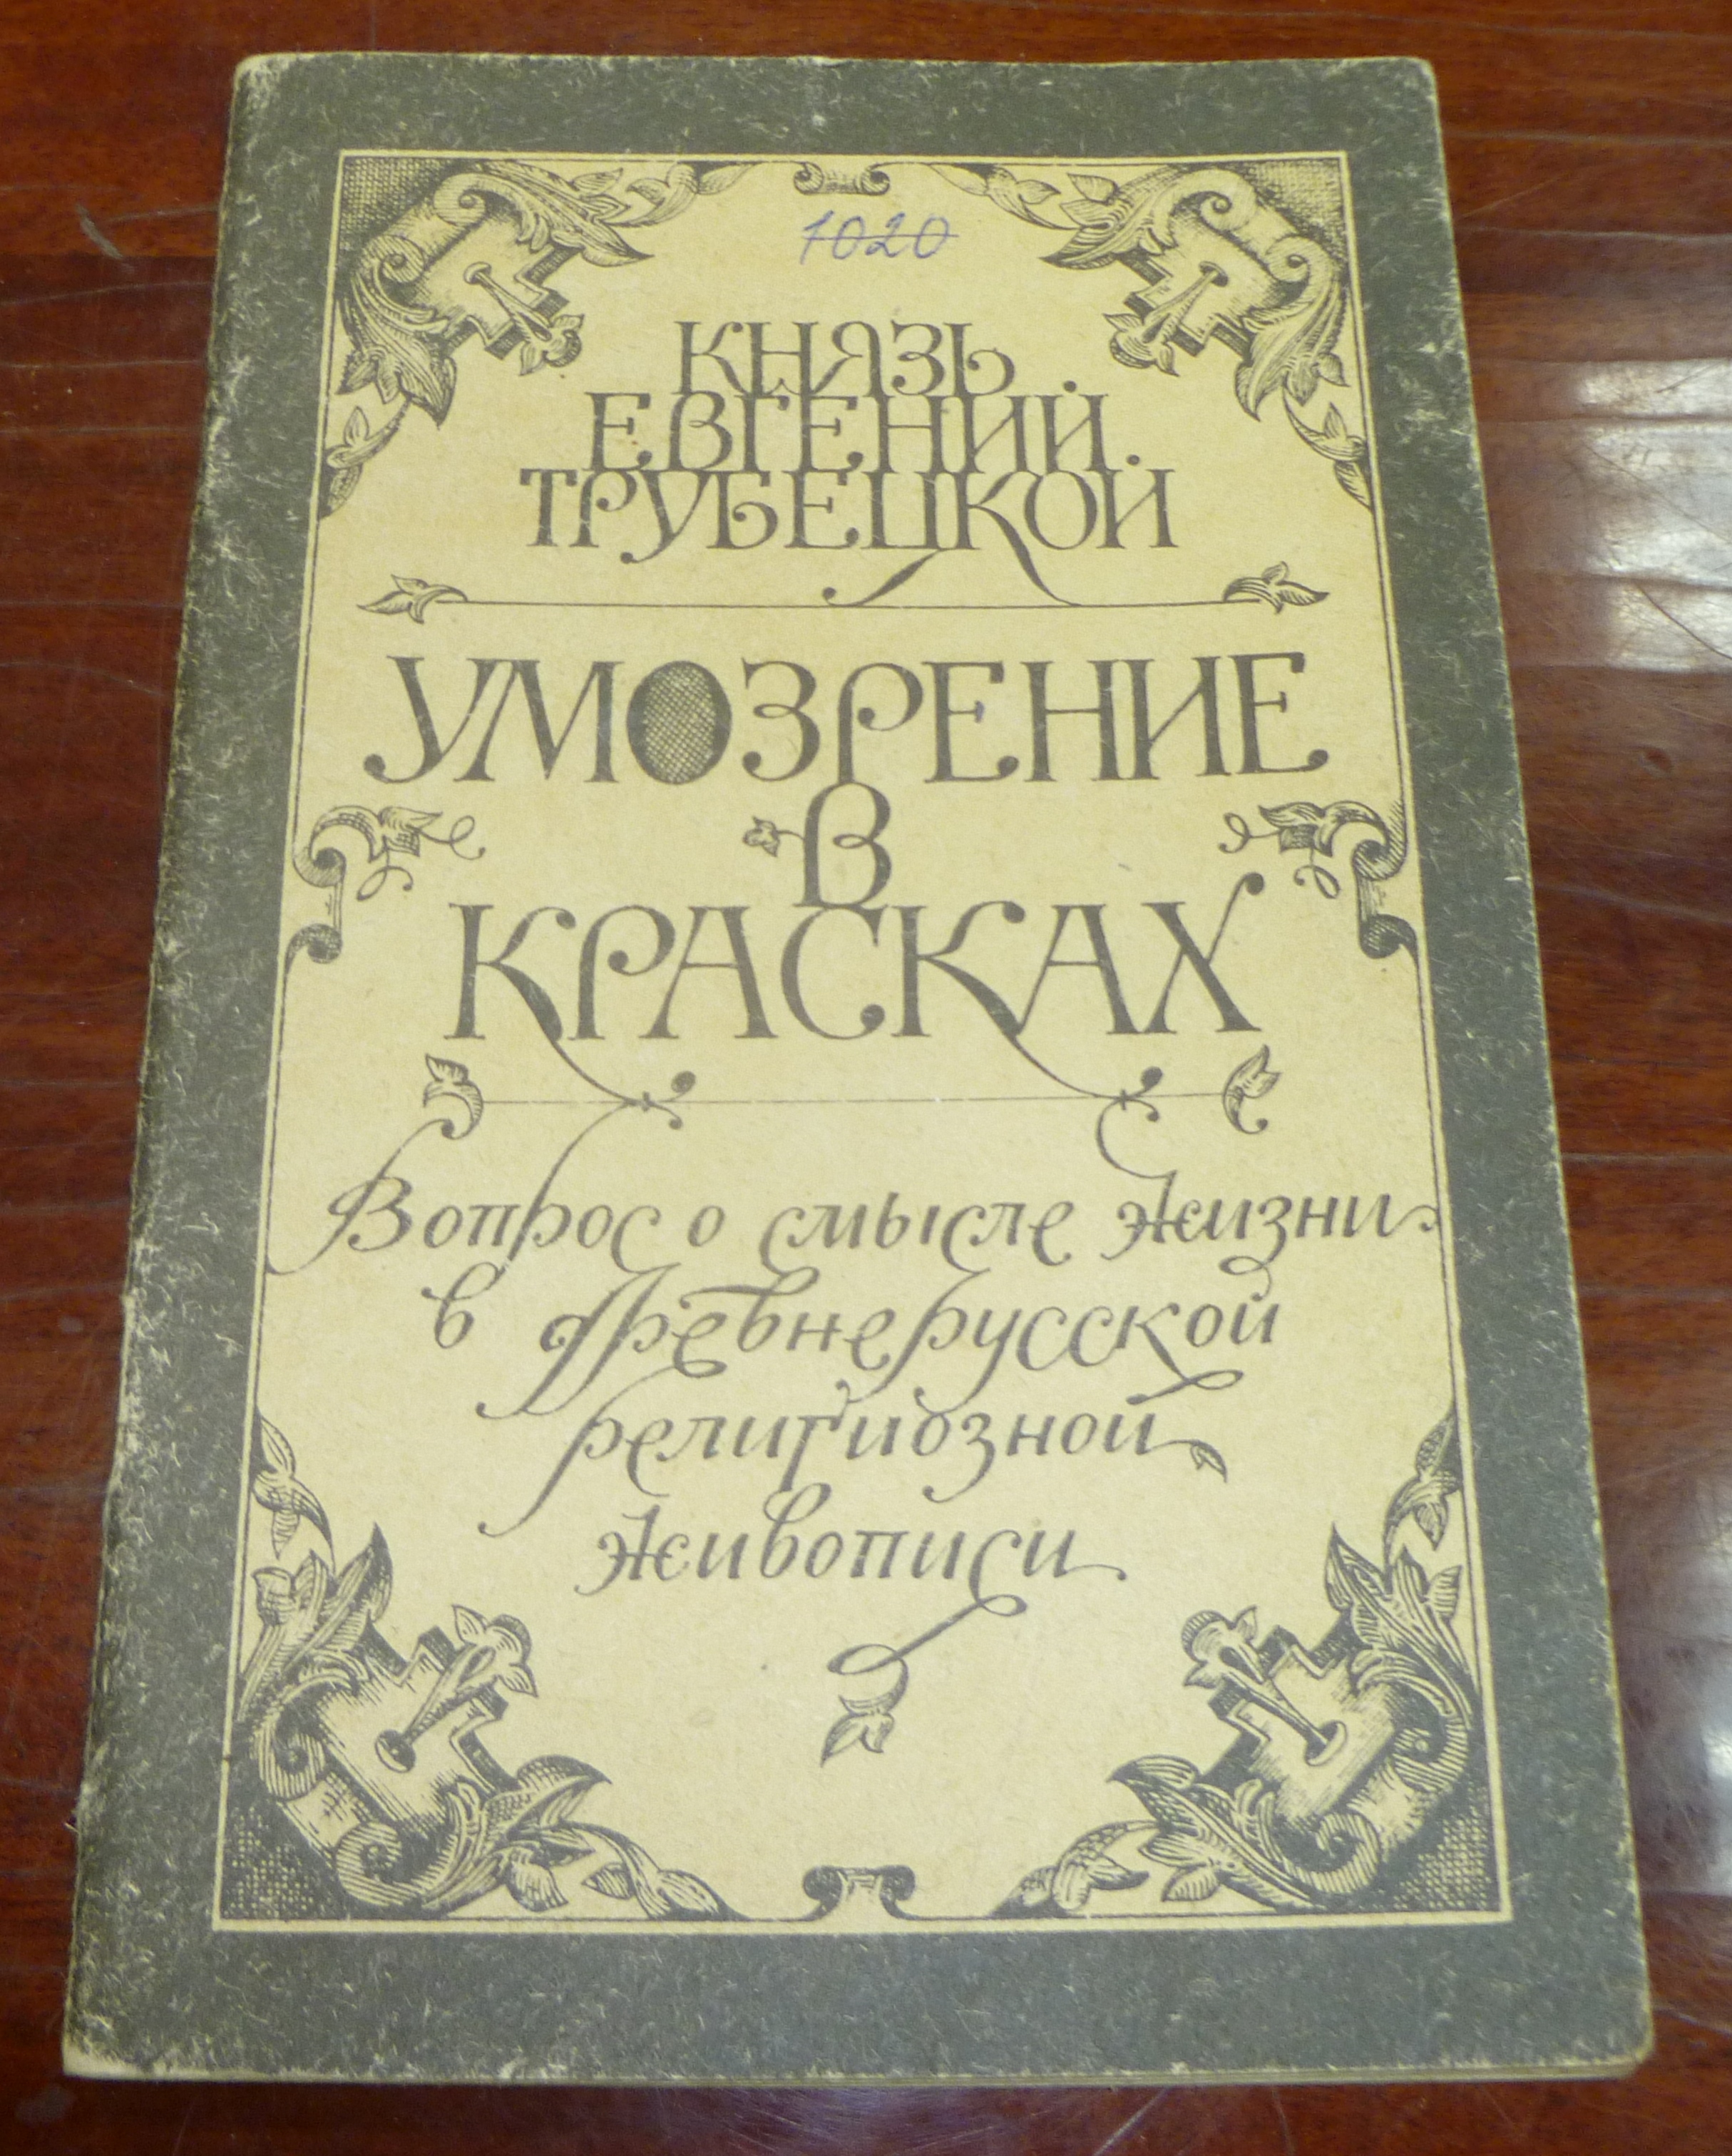 1020
КНЯЗЬ
ЕВГЕНИЙ
ТРУБЕЦКОЙ
УМОЗРЕНИЕ
В
КРАСКАХ
Вопрос о смысле жизни
в Древнерусской
религиозной
живописи